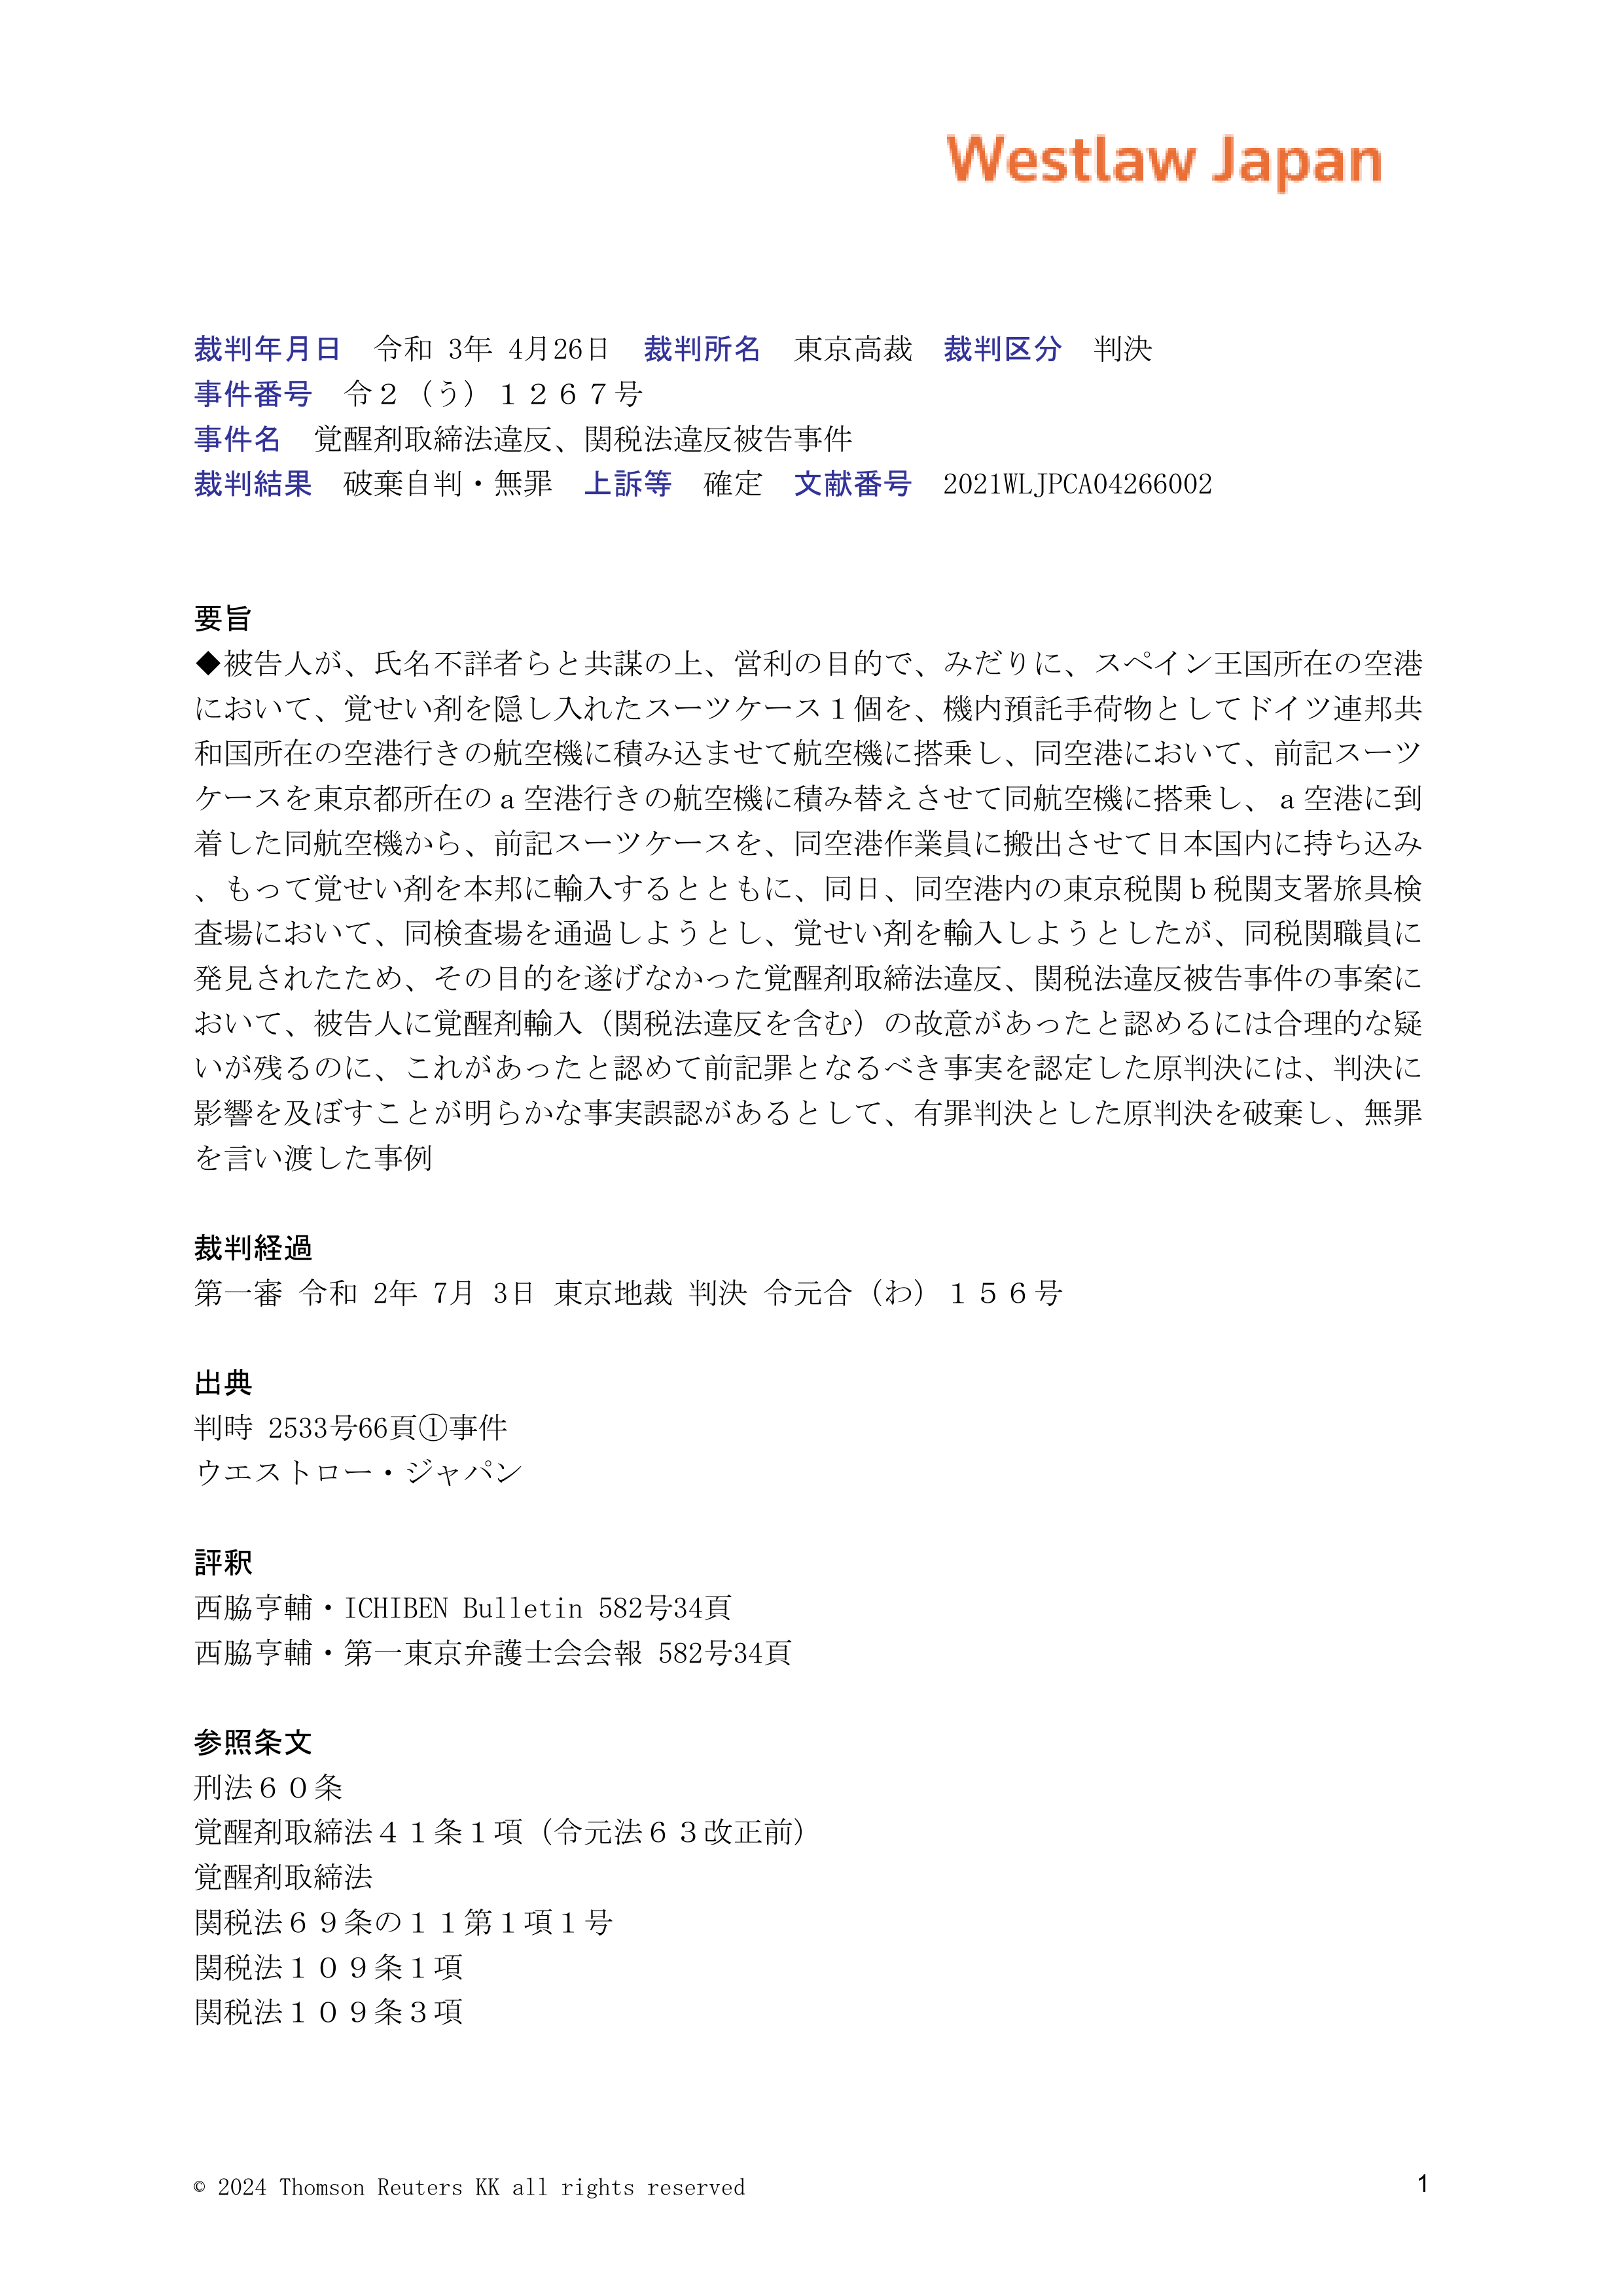 Westlaw Japan
裁判年月日　令和 3年 4月26日　裁判所名　東京高裁　裁判区分　判決
事件番号　令２（う）１２６７号
事件名　覚醒剤取締法違反、関税法違反被告事件
裁判結果　破棄自判・無罪　上訴等　確定　文献番号　2021WLJPCA04266002
要旨
◆被告人が、氏名不詳者らと共謀の上、営利の目的で、みだりに、スペイン王国所在の空港
において、覚せい剤を隠し入れたスーツケース１個を、機内預託手荷物としてドイツ連邦共
和国所在の空港行きの航空機に積み込ませて航空機に搭乗し、同空港において、前記スーツ
ケースを東京都所在のａ空港行きの航空機に積み替えさせて同航空機に搭乗し、ａ空港に到
着した同航空機から、前記スーツケースを、同空港作業員に搬出させて日本国内に持ち込み
、もって覚せい剤を本邦に輸入するとともに、同日、同空港内の東京税関ｂ税関支署旅具検
査場において、同検査場を通過しようとし、覚せい剤を輸入しようとしたが、同税関職員に
発見されたため、その目的を遂げなかった覚醒剤取締法違反、関税法違反被告事件の事案に
おいて、被告人に覚醒剤輸入（関税法違反を含む）の故意があったと認めるには合理的な疑
いが残るのに、これがあったと認めて前記罪となるべき事実を認定した原判決には、判決に
影響を及ぼすことが明らかな事実誤認があるとして、有罪判決とした原判決を破棄し、無罪
を言い渡した事例
裁判経過
第一審 令和 2年 7月 3日 東京地裁 判決 令元合（わ）１５６号
出典
判時 2533号66頁①事件
ウエストロー・ジャパン
評釈
西脇亨輔・ICHIBEN Bulletin 582号34頁
西脇亨輔・第一東京弁護士会会報 582号34頁
参照条文
刑法６０条
覚醒剤取締法４１条１項（令元法６３改正前）
覚醒剤取締法
関税法６９条の１１第１項１号
関税法１０９条１項
関税法１０９条３項
© 2024 Thomson Reuters KK all rights reserved
1